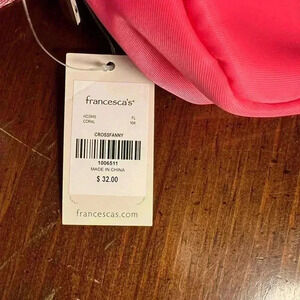 francesca's®
CORAL
CROSSFANNY
1006511
MADE IN CHINA
$ 32.00
francescas.com